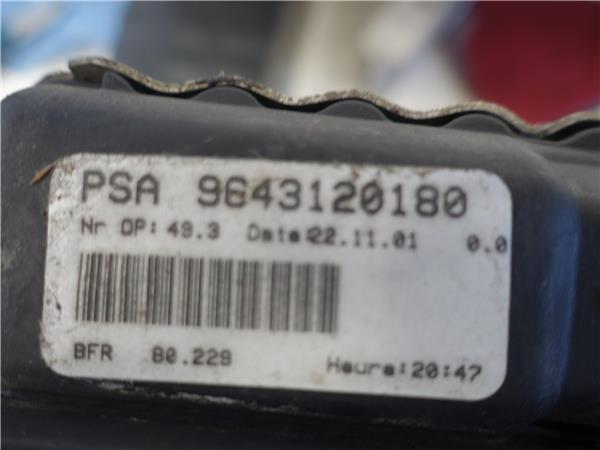 PSA 9643120180
Nr OP: 49.3 Date:22.11.01 0.0
BFR 80.229 Heure:20:47